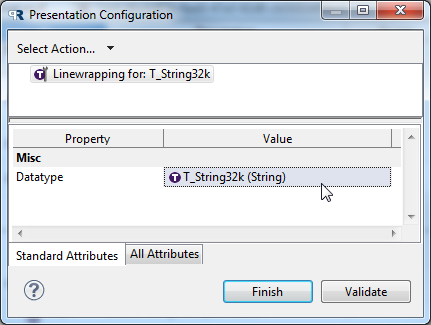 PR Presentation Configuration
Select Action...
T Linewrapping for: T_String32k
Property Value
Misc
Datatype T T_String32k (String)
Standard Attributes All Attributes
? Finish Validate